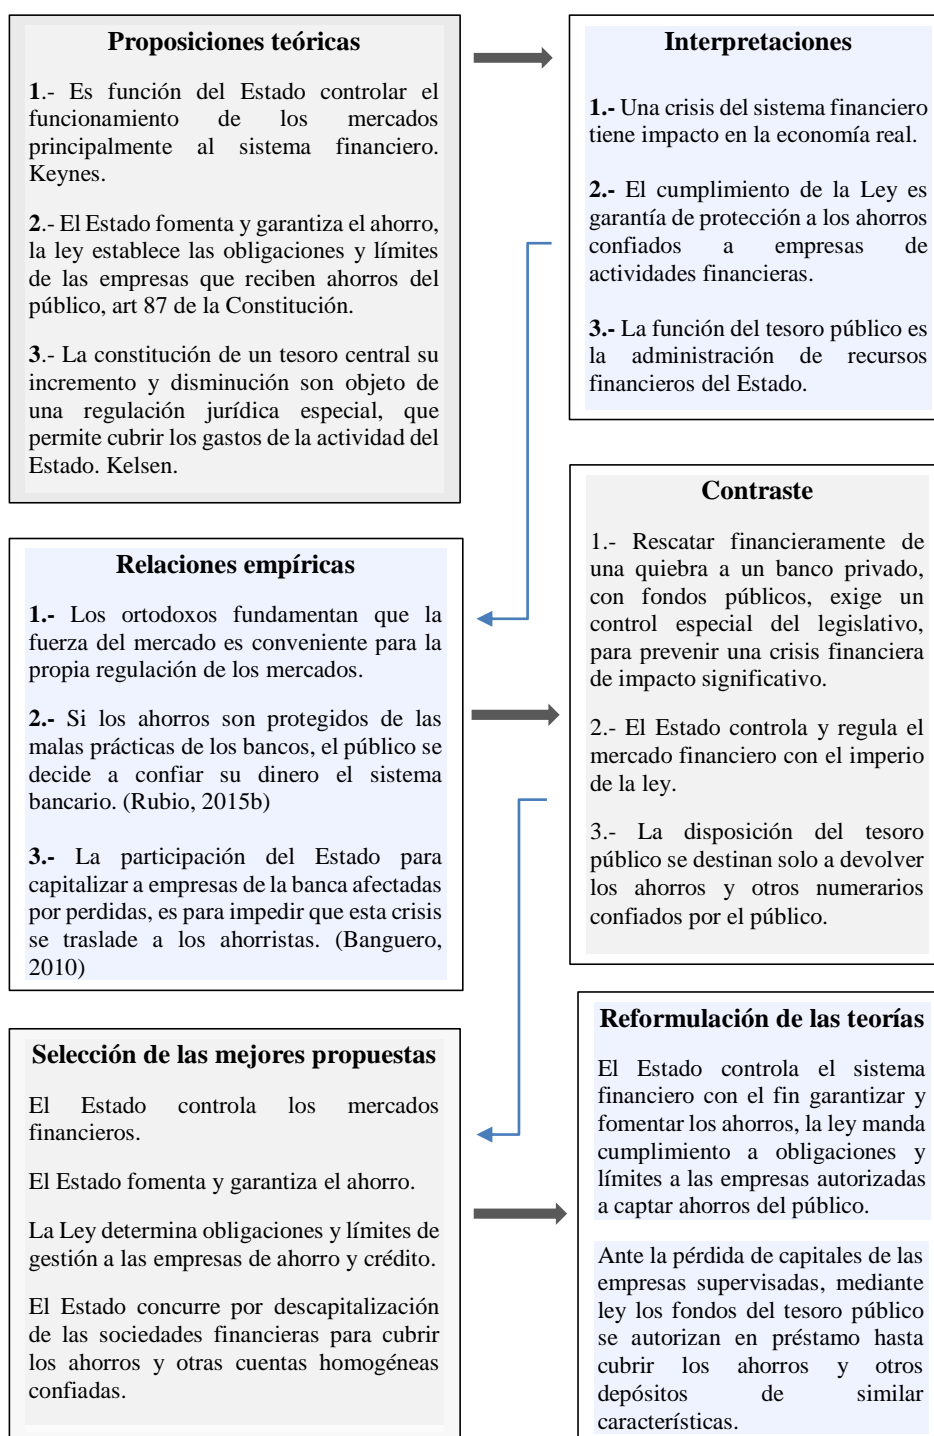 Proposiciones teóricas
1.- Es función del Estado controlar el
funcionamiento de los mercados
principalmente al sistema financiero.
Keynes.
2.- El Estado fomenta y garantiza el ahorro,
la ley establece las obligaciones y límites
de las empresas que reciben ahorros del
público, art 87 de la Constitución.
3.- La constitución de un tesoro central su
incremento y disminución son objeto de
una regulación jurídica especial, que
permite cubrir los gastos de la actividad del
Estado. Kelsen.
Interpretaciones
1.- Una crisis del sistema financiero
tiene impacto en la economía real.
2.- El cumplimiento de la Ley es
garantía de protección a los ahorros
confiados a empresas de
actividades financieras.
3.- La función del tesoro público es
la administración de recursos
financieros del Estado.
Relaciones empíricas
1.- Los ortodoxos fundamentan que la
fuerza del mercado es conveniente para la
propia regulación de los mercados.
2.- Si los ahorros son protegidos de las
malas prácticas de los bancos, el público se
decide a confiar su dinero el sistema
bancario. (Rubio, 2015b)
3.- La participación del Estado para
capitalizar a empresas de la banca afectadas
por perdidas, es para impedir que esta crisis
se traslade a los ahorristas. (Banguero,
2010)
Contraste
1.- Rescatar financieramente de
una quiebra a un banco privado,
con fondos públicos, exige un
control especial del legislativo,
para prevenir una crisis financiera
de impacto significativo.
2.- El Estado controla y regula el
mercado financiero con el imperio
de la ley.
3.- La disposición del tesoro
público se destinan solo a devolver
los ahorros y otros numerarios
confiados por el público.
Selección de las mejores propuestas
El Estado controla los mercados
financieros.
El Estado fomenta y garantiza el ahorro.
La Ley determina obligaciones y límites de
gestión a las empresas de ahorro y crédito.
El Estado concurre por descapitalización
de las sociedades financieras para cubrir
los ahorros y otras cuentas homogéneas
confiadas.
Reformulación de las teorías
El Estado controla el sistema
financiero con el fin garantizar y
fomentar los ahorros, la ley manda
cumplimiento a obligaciones y
límites a las empresas autorizadas
a captar ahorros del público.
Ante la pérdida de capitales de las
empresas supervisadas, mediante
ley los fondos del tesoro público
se autorizan en préstamo hasta
cubrir los ahorros y otros
depósitos de similar
características.